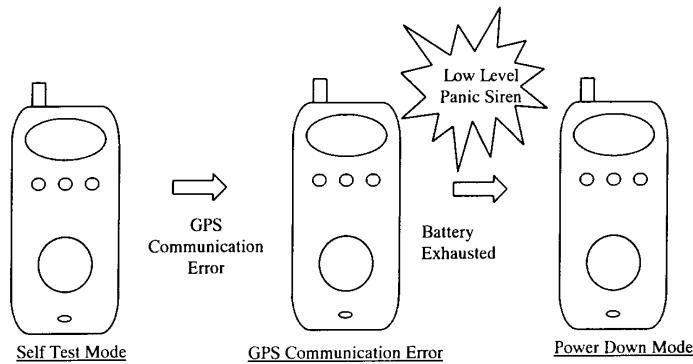 Low Level
Panic Siren
GPS
Communication
Error
Battery
Exhausted
Self Test Mode
GPS Communication Error
Power Down Mode